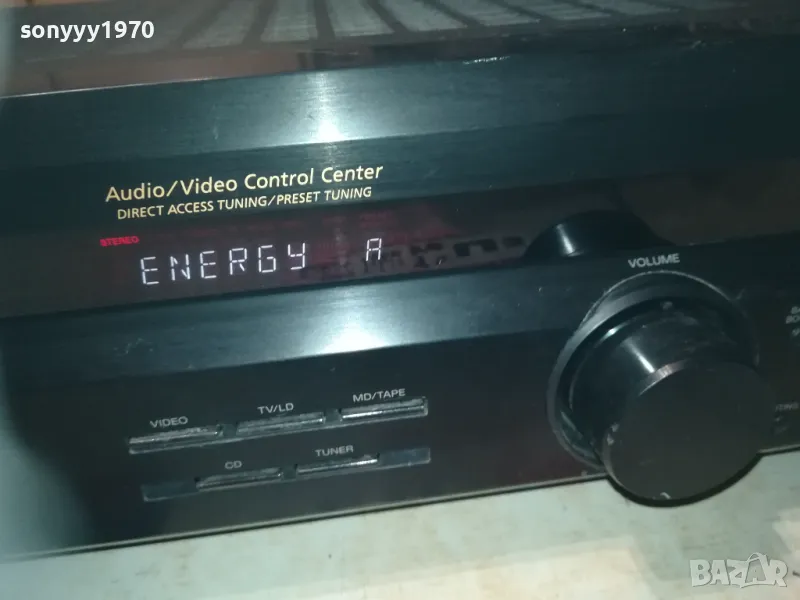 sonyyy1970
Audio/Video Control Center
DIRECT ACCESS TUNING/PRESET TUNING
STEREO
ENERGY A
VOLUME
VIDEO
TV/LD
MD/TAPE
CD
TUNER
BAZAR